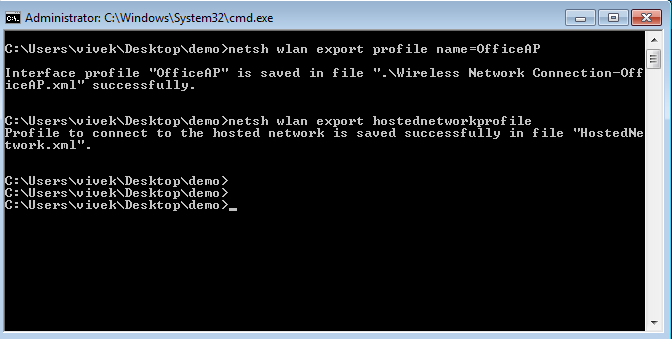 Administrator: C:\Windows\System32\cmd.exe
C:\Users\vivek\Desktop\demo>netsh wlan export profile name=OfficeAP
Interface profile "OfficeAP" is saved in file ".\Wireless Network Connection-Off
iceAP.xml" successfully.
C:\Users\vivek\Desktop\demo>netsh wlan export hostednetworkprofile
Profile to connect to the hosted network is saved successfully in file "HostedNe
twork.xml".
C:\Users\vivek\Desktop\demo>
C:\Users\vivek\Desktop\demo>
C:\Users\vivek\Desktop\demo>_